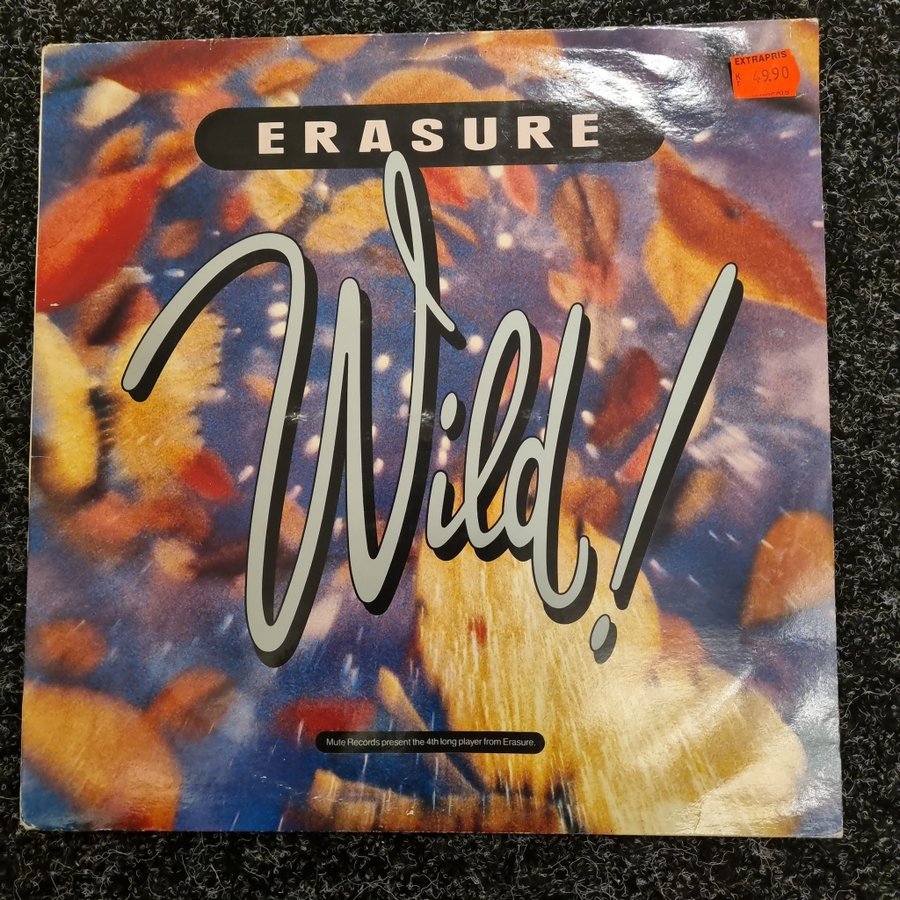 EXTRAPRIS
49.90
ERASURE
Wild!
Mute Records present the 4th long player from Erasure.